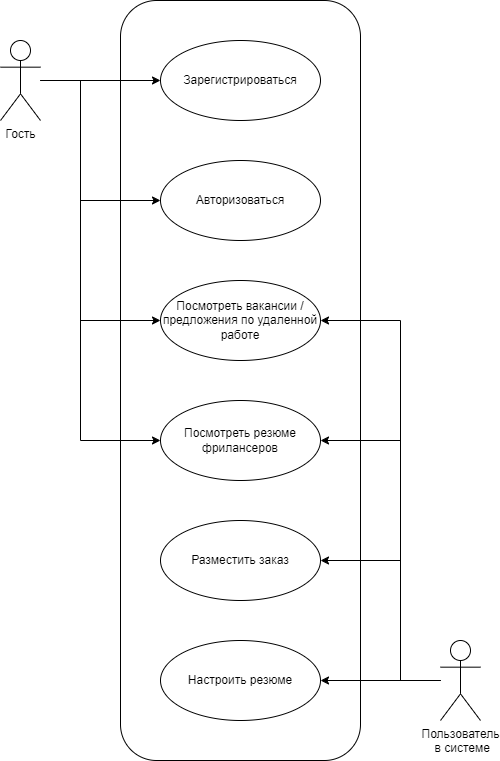 Зарегистрироваться
Гость
Авторизоваться
Посмотреть вакансии /
предложения по удаленной
работе
Посмотреть резюме
фрилансеров
Разместить заказ
Настроить резюме
Пользователь
в системе